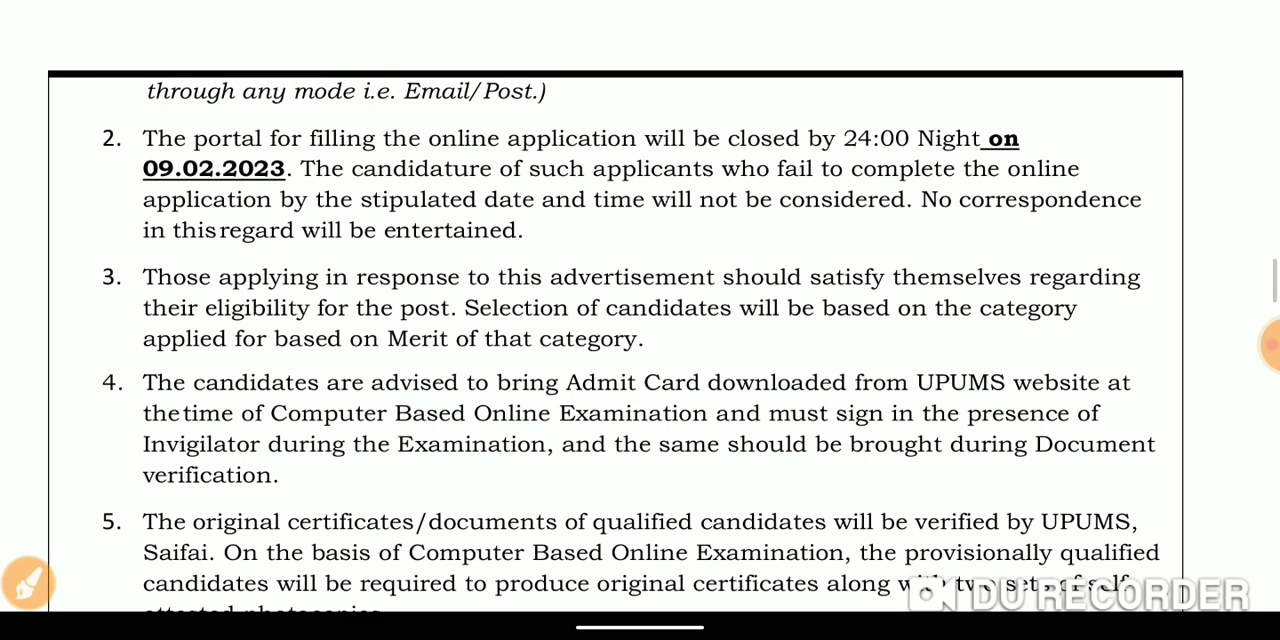 through any mode i.e. Email/Post.)
2. The portal for filling the online application will be closed by 24:00 Night on
09.02.2023. The candidature of such applicants who fail to complete the online
application by the stipulated date and time will not be considered. No correspondence
in this regard will be entertained.
3. Those applying in response to this advertisement should satisfy themselves regarding
their eligibility for the post. Selection of candidates will be based on the category
applied for based on Merit of that category.
4. The candidates are advised to bring Admit Card downloaded from UPUMS website at
the time of Computer Based Online Examination and must sign in the presence of
Invigilator during the Examination, and the same should be brought during Document
verification.
5. The original certificates/documents of qualified candidates will be verified by UPUMS,
Saifai. On the basis of Computer Based Online Examination, the provisionally qualified
candidates will be required to produce original certificates along with two sets of self
attested photocopies
DU RECORDER